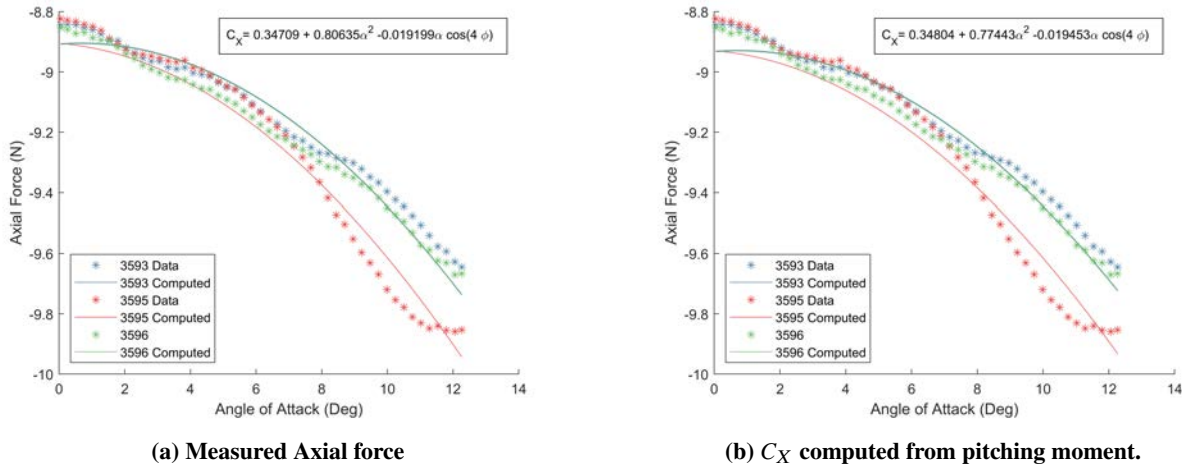 -8.8
-9
-9.2
-9.4
-9.6
-9.8
-10
Axial Force (N)
C_X= 0.34709 + 0.80635α² -0.019199α cos(4 ϕ)
3593 Data
3593 Computed
3595 Data
3595 Computed
3596
3596 Computed
0 2 4 6 8 10 12 14
Angle of Attack (Deg)
(a) Measured Axial force
-8.8
-9
-9.2
-9.4
-9.6
-9.8
-10
Axial Force (N)
C_X= 0.34804 + 0.77443α² -0.019453α cos(4 ϕ)
3593 Data
3593 Computed
3595 Data
3595 Computed
3596
3596 Computed
0 2 4 6 8 10 12 14
Angle of Attack (Deg)
(b) C_X computed from pitching moment.